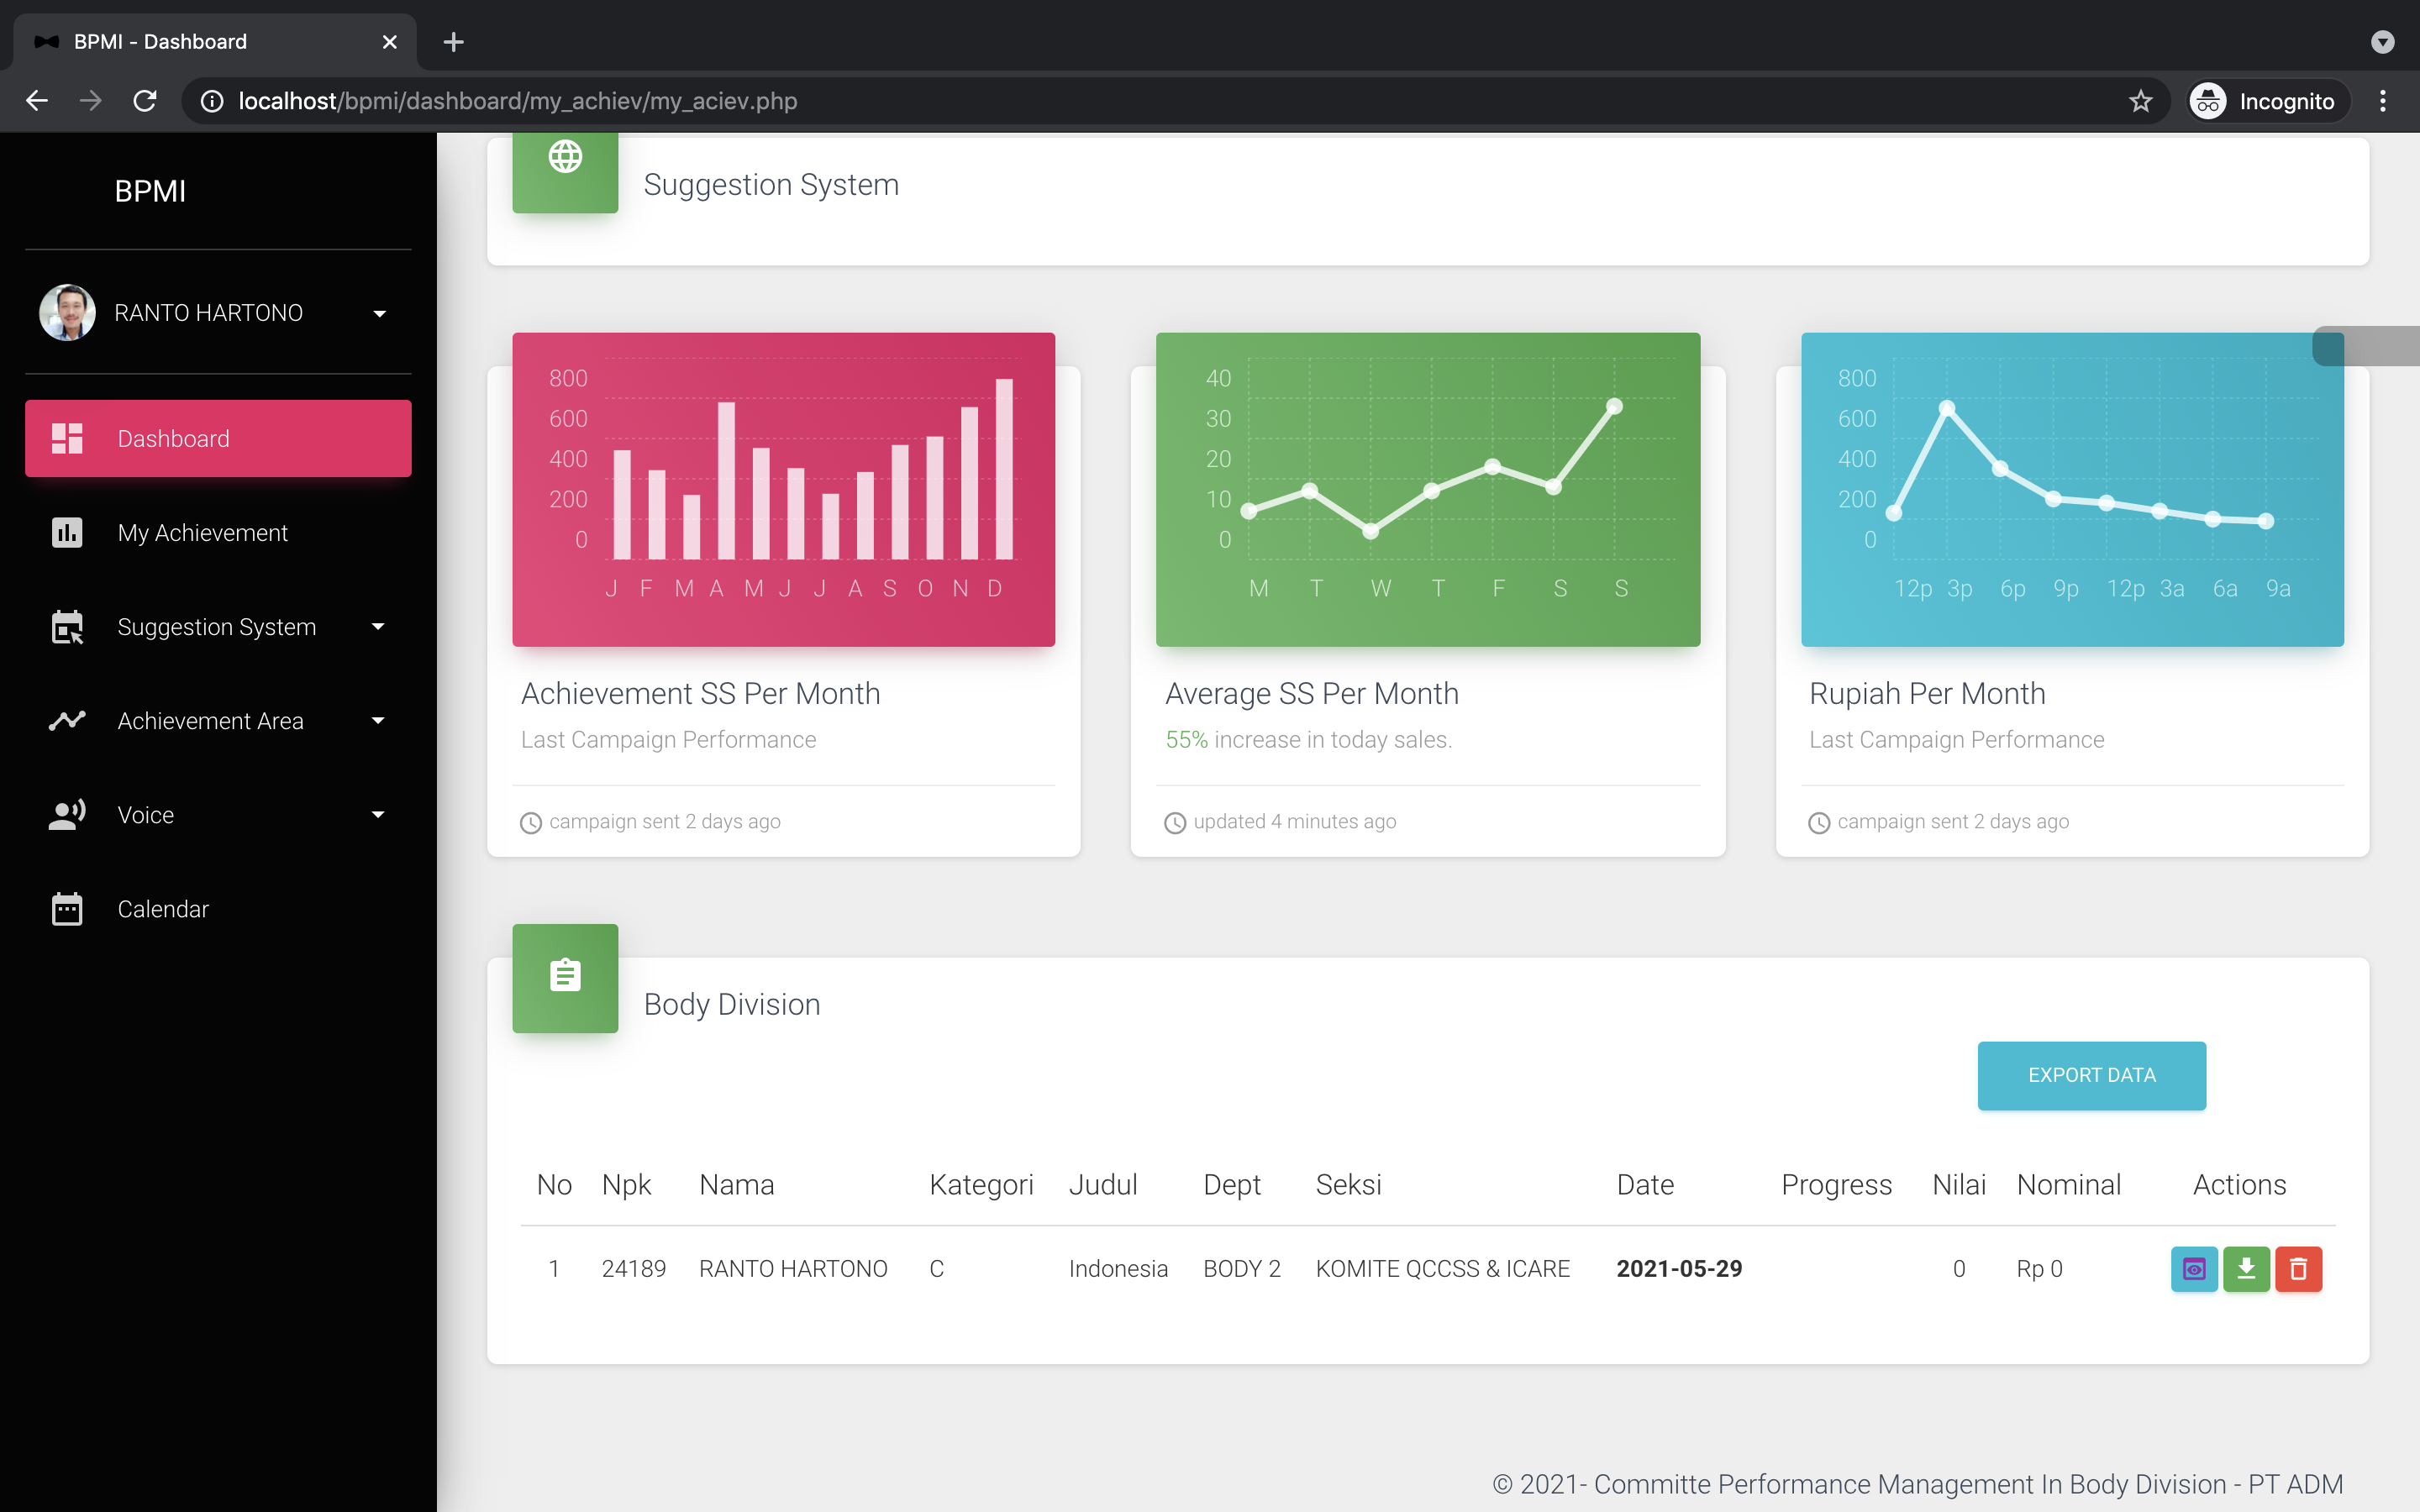 BPMI - Dashboard
localhost/bpmi/dashboard/my_achiev/my_aciev.php
Incognito
BPMI
RANTO HARTONO
Dashboard
My Achievement
Suggestion System
Achievement Area
Voice
Calendar
Suggestion System
800
600
400
200
0
J F M A M J J A S O N D
Achievement SS Per Month
Last Campaign Performance
campaign sent 2 days ago
40
30
20
10
0
M T W T F S S
Average SS Per Month
55% increase in today sales.
updated 4 minutes ago
800
600
400
200
0
12p 3p 6p 9p 12p 3a 6a 9a
Rupiah Per Month
Last Campaign Performance
campaign sent 2 days ago
Body Division
EXPORT DATA
No Npk Nama Kategori Judul Dept Seksi Date Progress Nilai Nominal Actions
1 24189 RANTO HARTONO C Indonesia BODY 2 KOMITE QCCSS & ICARE 2021-05-29 0 Rp 0
© 2021- Committe Performance Management In Body Division - PT ADM